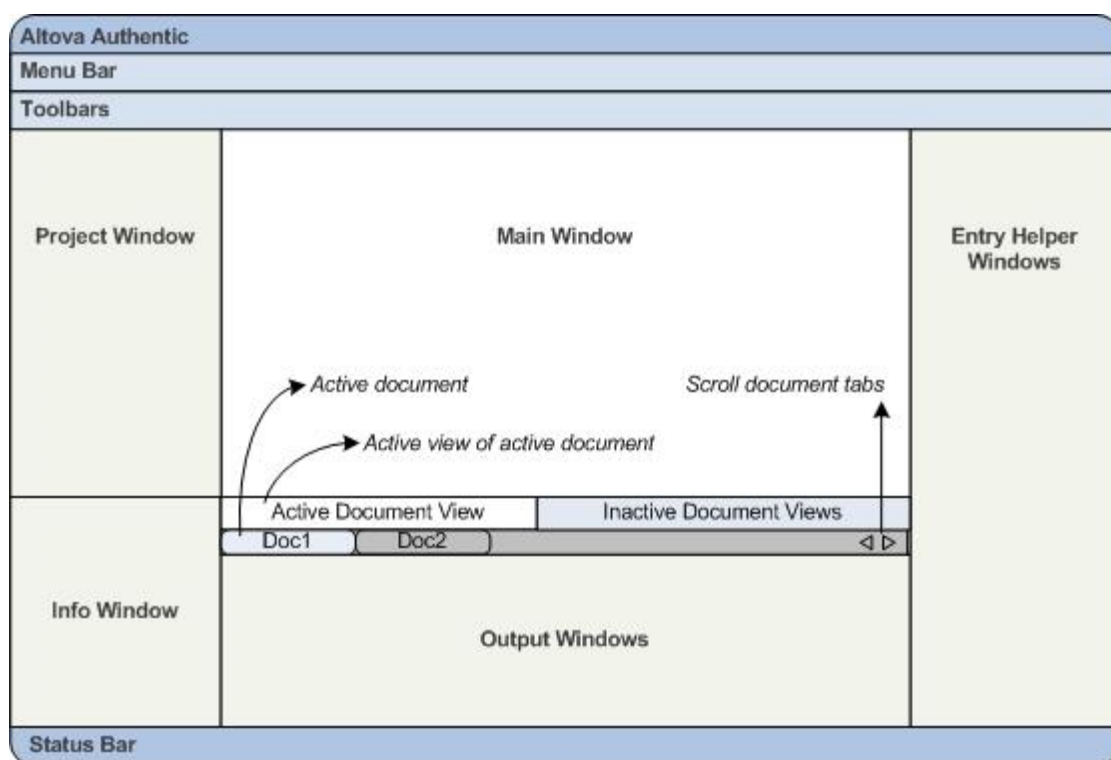 Altova Authentic
Menu Bar
Toolbars
Project Window
Main Window
Entry Helper
Windows
Active document
Scroll document tabs
Active view of active document
Active Document View
Inactive Document Views
Doc1
Doc2
Info Window
Output Windows
Status Bar